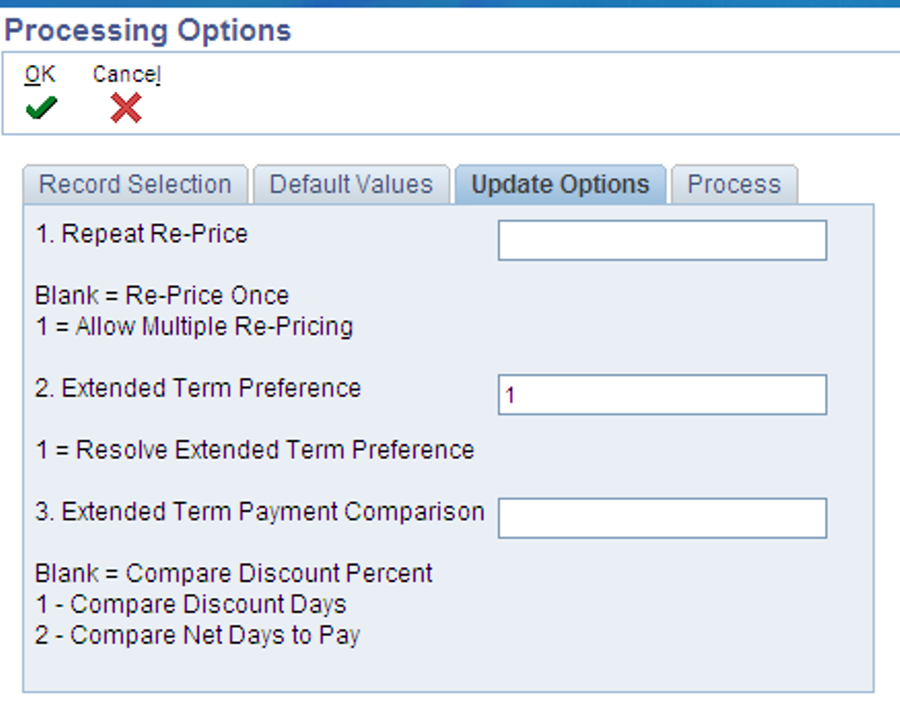 Processing Options
OK Cancel
Record Selection Default Values Update Options Process
1. Repeat Re-Price
Blank = Re-Price Once
1 = Allow Multiple Re-Pricing
2. Extended Term Preference 1
1 = Resolve Extended Term Preference
3. Extended Term Payment Comparison
Blank = Compare Discount Percent
1 - Compare Discount Days
2 - Compare Net Days to Pay